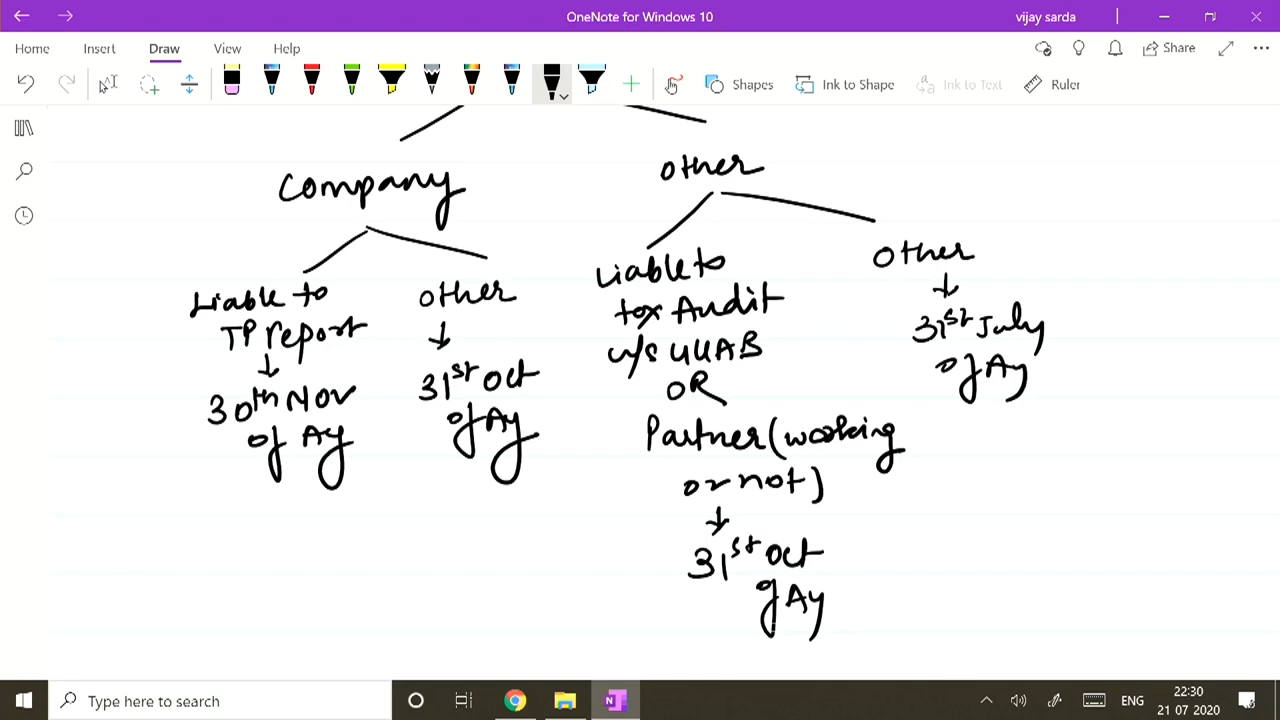 OneNote for Windows 10
vijay sarda
Home Insert Draw View Help
Share
Shapes
Ink to Shape
Ink to Text
Ruler
Company
Other
Liable to
TP report
30th Nov
of AY
Other
31st Oct
of AY
Liable to
tax Audit
u/s 44AB
OR
Partner (working
or not)
31st Oct
of AY
Other
31st July
of AY
Type here to search
ENG
22:30
21 07 2020